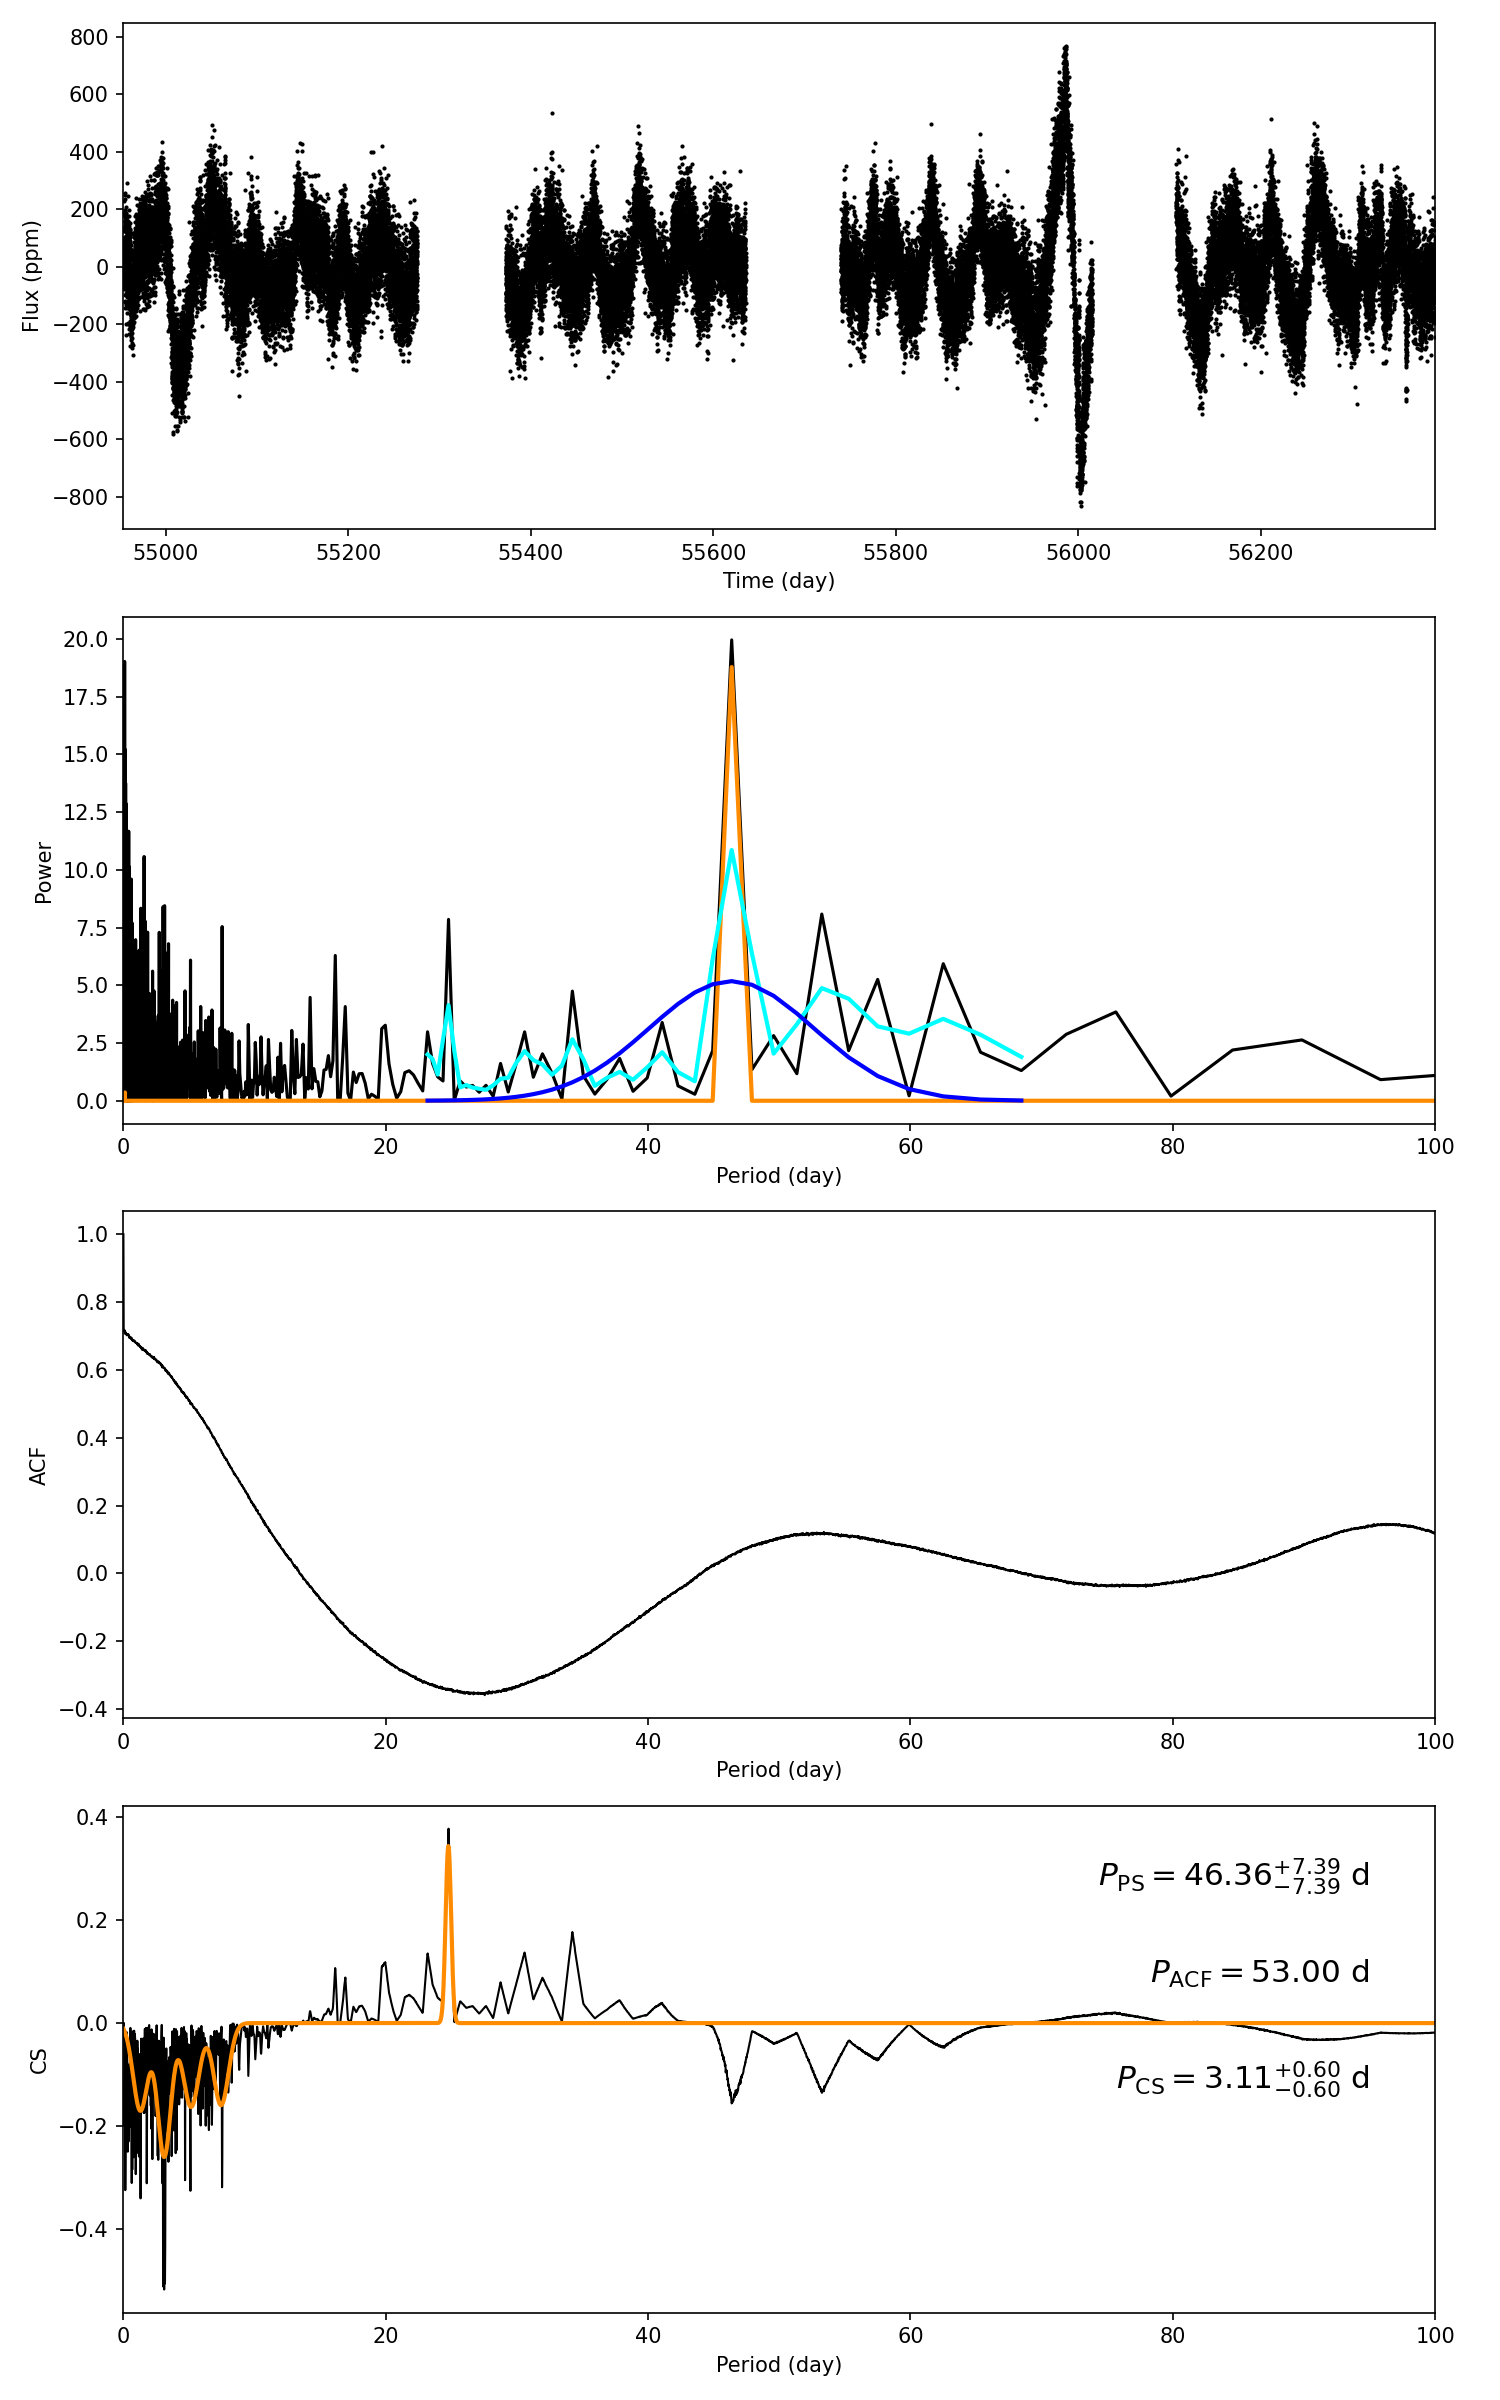 800
600
400
200
0
−200
−400
−600
−800
Flux (ppm)
55000 55200 55400 55600 55800 56000 56200
Time (day)
20.0
17.5
15.0
12.5
10.0
7.5
5.0
2.5
0.0
Power
0 20 40 60 80 100
Period (day)
1.0
0.8
0.6
0.4
0.2
0.0
−0.2
−0.4
ACF
0 20 40 60 80 100
Period (day)
0.4
0.2
0.0
−0.2
−0.4
CS
P_PS = 46.36 +7.39 −7.39 d
P_ACF = 53.00 d
P_CS = 3.11 +0.60 −0.60 d
0 20 40 60 80 100
Period (day)